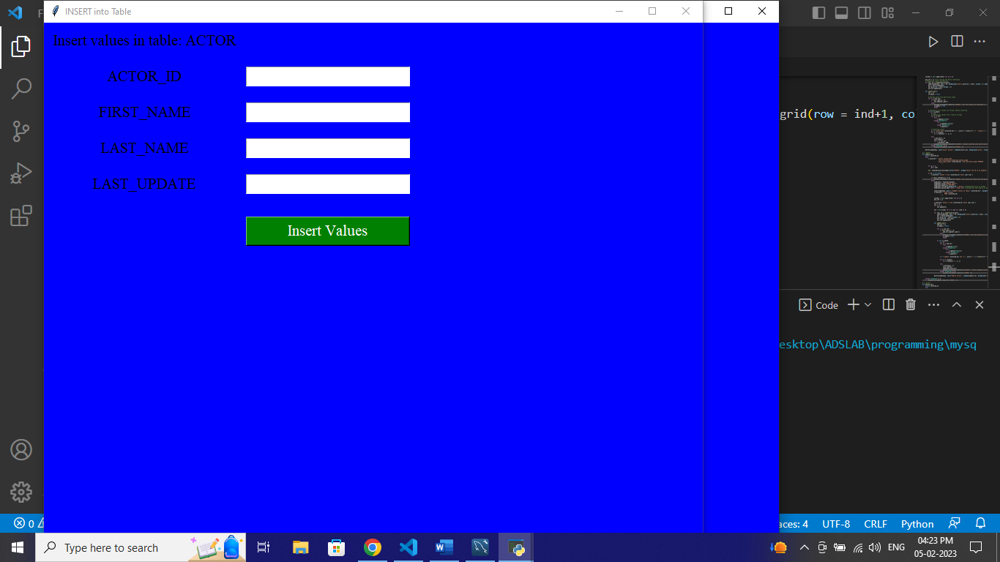 INSERT into Table
F
Insert values in table: ACTOR
ACTOR_ID
FIRST_NAME
LAST_NAME
LAST_UPDATE
Insert Values
grid(row = ind+1, co
Code
esktop\ADSLAB\programming\mysq
0
aces: 4 UTF-8 CRLF Python
Type here to search
ENG
04:23 PM
05-02-2023